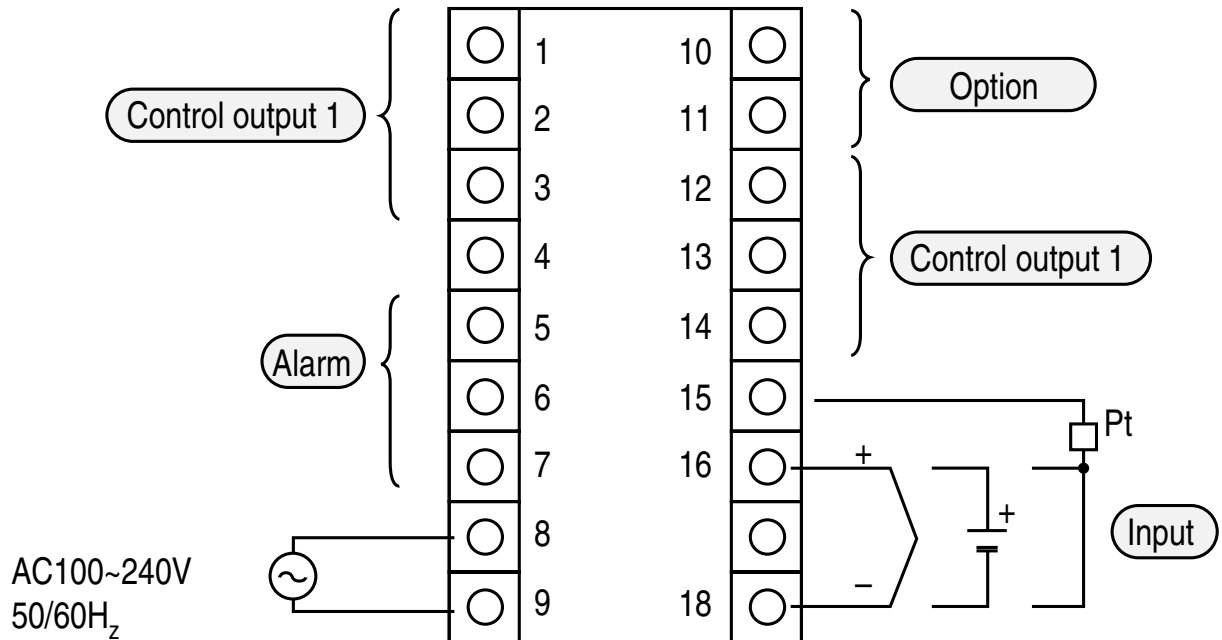 1 10
Option
Control output 1
2 11
3 12
4 13
Control output 1
5 14
Alarm
6 15
Pt
7 16 +
+
Input
8
AC100~240V
9 18 –
50/60Hz